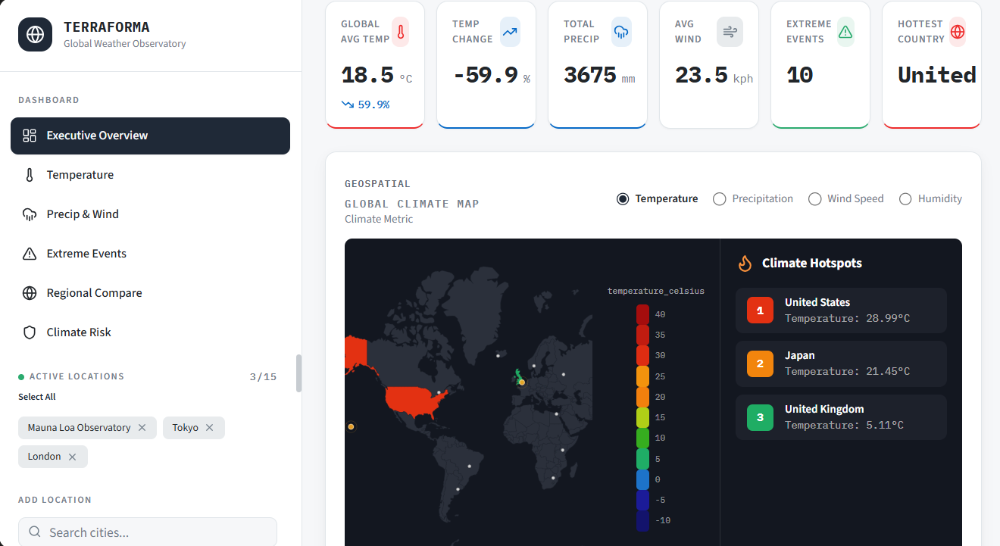 TERRAFORMA
Global Weather Observatory
DASHBOARD
Executive Overview
Temperature
Precip & Wind
Extreme Events
Regional Compare
Climate Risk
ACTIVE LOCATIONS 3/15
Select All
Mauna Loa Observatory
Tokyo
London
ADD LOCATION
Search cities...
GLOBAL
AVG TEMP
18.5 °C
59.9%
TEMP
CHANGE
-59.9 %
TOTAL
PRECIP
3675 mm
AVG
WIND
23.5 kph
EXTREME
EVENTS
10
HOTTEST
COUNTRY
United
GEOSPATIAL
GLOBAL CLIMATE MAP
Climate Metric
Temperature
Precipitation
Wind Speed
Humidity
temperature_celsius
40
35
30
25
20
15
10
5
0
-5
-10
Climate Hotspots
1
United States
Temperature: 28.99°C
2
Japan
Temperature: 21.45°C
3
United Kingdom
Temperature: 5.11°C